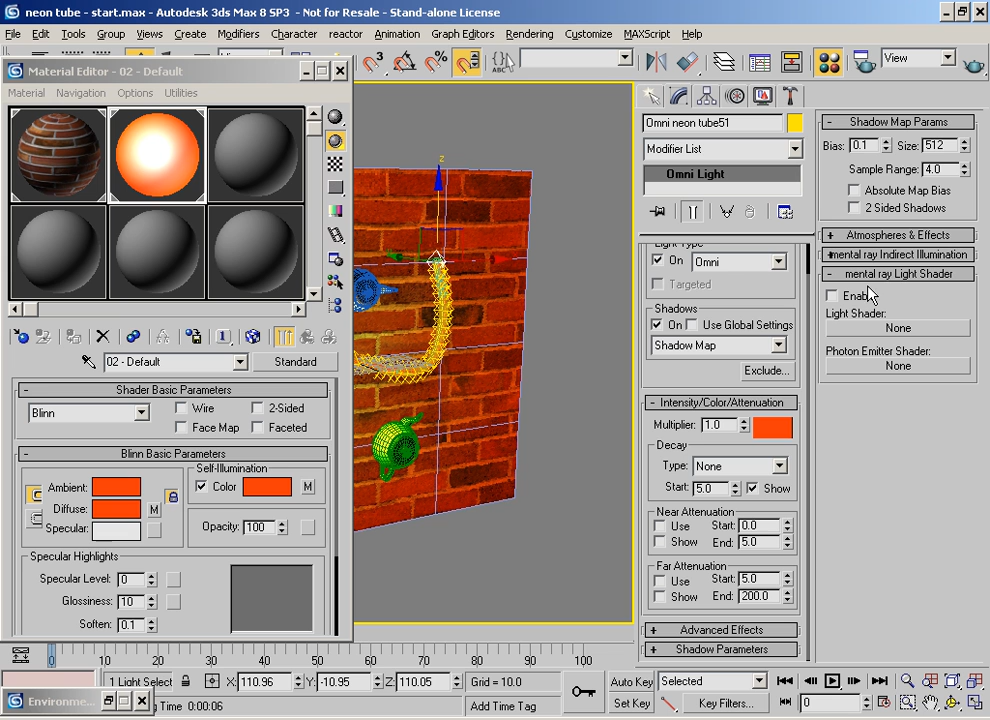 neon tube - start.max - Autodesk 3ds Max 8 SP3 - Not for Resale - Stand-alone License
File Edit Tools Group Views Create Modifiers Character reactor Animation Graph Editors Rendering Customize MAXScript Help
View
Material Editor - 02 - Default
Material Navigation Options Utilities
02 - Default
Standard
- Shader Basic Parameters
Blinn
Wire
2-Sided
Face Map
Faceted
- Blinn Basic Parameters
Ambient:
Diffuse: M
Specular:
Self-Illumination
Color M
Opacity: 100
Specular Highlights
Specular Level: 0
Glossiness: 10
Soften: 0.1
z
Omni neon tube51
Modifier List
Omni Light
Light Type
On Omni
Targeted
Shadows
On Use Global Settings
Shadow Map
Exclude...
- Intensity/Color/Attenuation
Multiplier: 1.0
Decay
Type: None
Start: 5.0 Show
Near Attenuation
Use Start: 0.0
Show End: 5.0
Far Attenuation
Use Start: 5.0
Show End: 200.0
+ Advanced Effects
+ Shadow Parameters
- Shadow Map Params
Bias: 0.1 Size: 512
Sample Range: 4.0
Absolute Map Bias
2 Sided Shadows
+ Atmospheres & Effects
mental ray Indirect Illumination
- mental ray Light Shader
Light Shader:
None
Photon Emitter Shader:
None
0 10 20 30 40 50 60 70 80 90 100
1 Light Select X: 110.96 Y: -10.95 Z: 110.05 Grid = 10.0
Auto Key Selected
Environme...
Time 0:00:06
Add Time Tag
Set Key Key Filters... 0